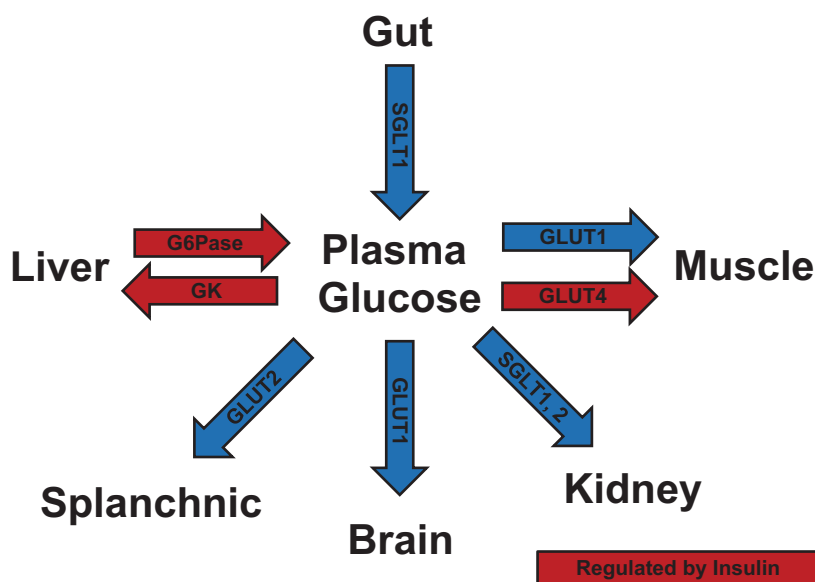 Gut
SGLT1
G6Pase
GLUT1
Liver
Plasma
Glucose
Muscle
GK
GLUT4
GLUT2
GLUT1
SGLT1, 2
Splanchnic
Kidney
Brain
Regulated by Insulin